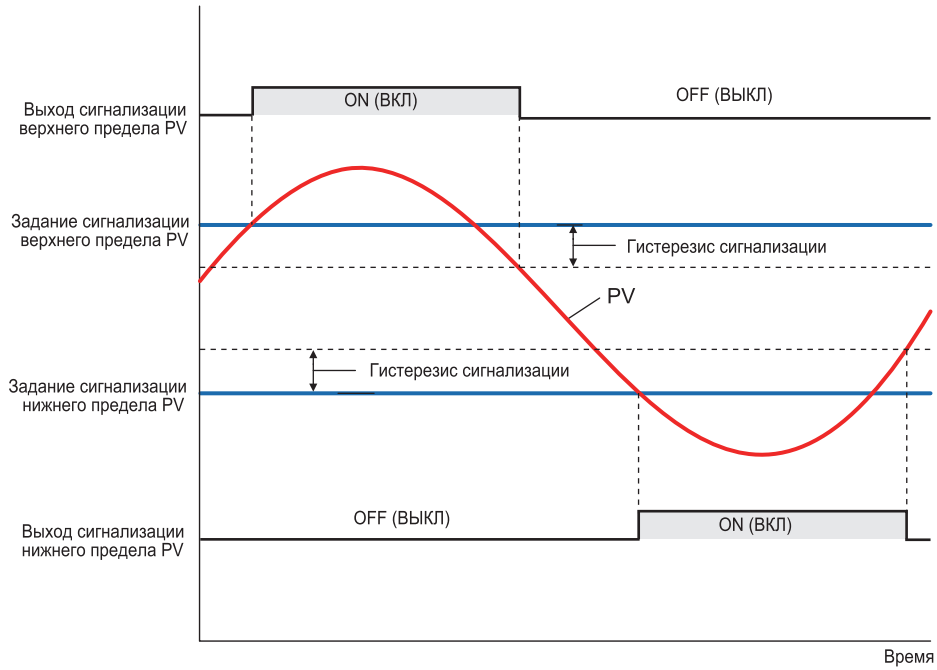 ON (ВКЛ)
OFF (ВЫКЛ)
Выход сигнализации
верхнего предела PV
Задание сигнализации
верхнего предела PV
Гистерезис сигнализации
PV
Гистерезис сигнализации
Задание сигнализации
нижнего предела PV
OFF (ВЫКЛ)
ON (ВКЛ)
Выход сигнализации
нижнего предела PV
Время